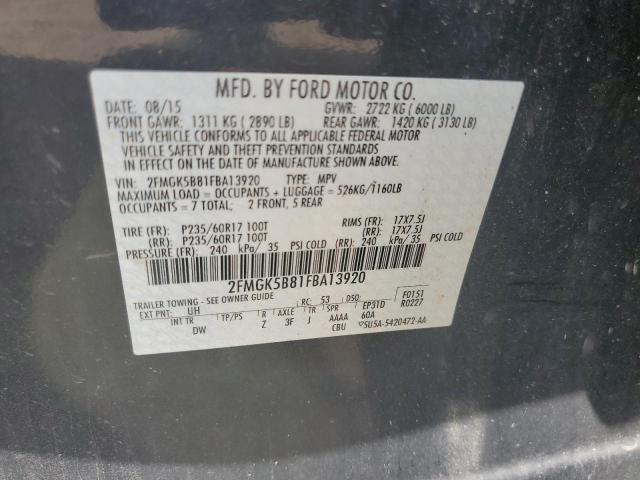 MFD. BY FORD MOTOR CO.
DATE: 08/15 GVWR: 2722 KG ( 6000 LB)
FRONT GAWR: 1311 KG ( 2890 LB) REAR GAWR: 1420 KG ( 3130 LB)
THIS VEHICLE CONFORMS TO ALL APPLICABLE FEDERAL MOTOR
VEHICLE SAFETY AND THEFT PREVENTION STANDARDS
IN EFFECT ON THE DATE OF MANUFACTURE SHOWN ABOVE.
VIN: 2FMGK5B81FBA13920 TYPE: MPV
MAXIMUM LOAD = OCCUPANTS + LUGGAGE = 526KG/1160LB
OCCUPANTS = 7 TOTAL; 2 FRONT, 5 REAR
TIRE (FR): P235/60R17 100T RIMS (FR): 17X7.5J
(RR): P235/60R17 100T (RR): 17X7.5J
PRESSURE (FR): 240 kPa/ 35 PSI COLD (RR): 240 kPa/ 35 PSI COLD
2FMGK5B81FBA13920
TRAILER TOWING - SEE OWNER GUIDE
EXT PNT: UH RC: 53 DSO: EP31D F0151
INT TR TP/PS R AXLE TR SPR 60A R0227
DW Z 3F J AAAA
CBU 5U5A-5420472-AA